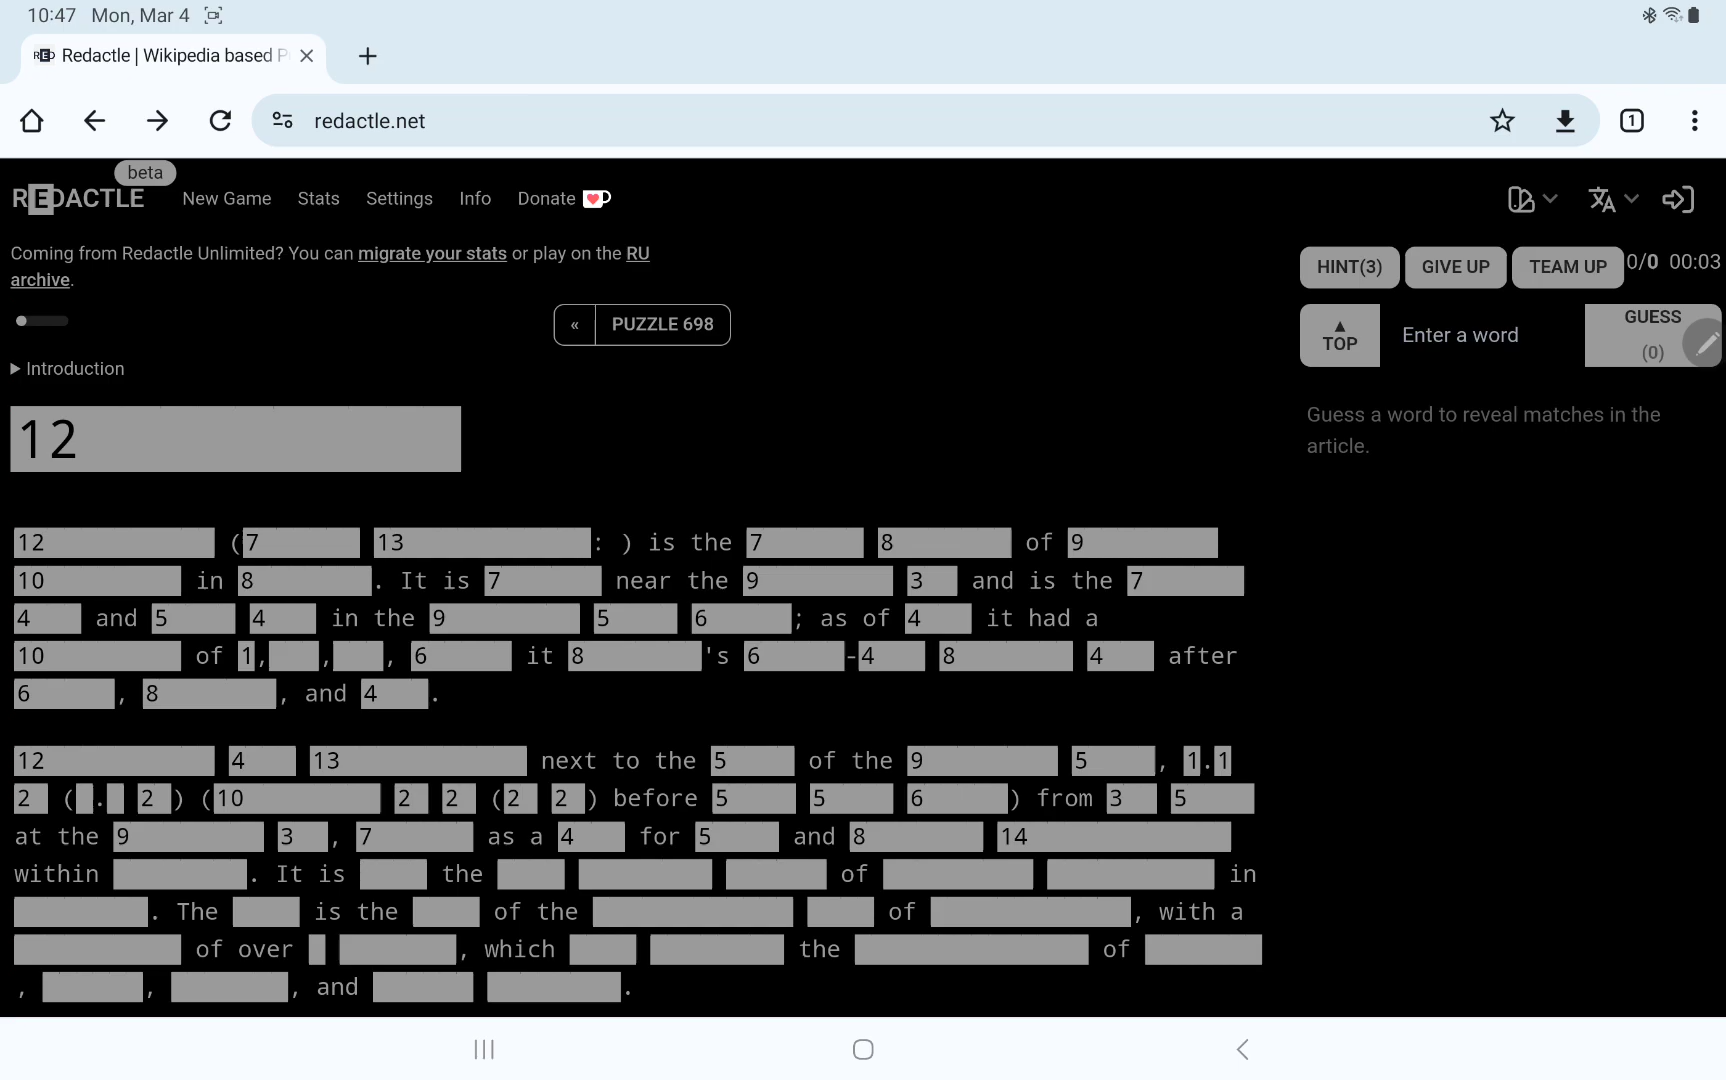 10:47 Mon, Mar 4
Redactle | Wikipedia based P
redactle.net
1
beta
REDACTLE New Game Stats Settings Info Donate
Coming from Redactle Unlimited? You can migrate your stats or play on the RU
archive.
HINT(3) GIVE UP TEAM UP 0/0 00:03
« PUZZLE 698
▲
TOP
Enter a word
GUESS
(0)
▶ Introduction
Guess a word to reveal matches in the
article.
12
12 (7 13: ) is the 7 8 of 9
10 in 8. It is 7 near the 9 3 and is the 7
4 and 5 4 in the 9 5 6; as of 4 it had a
10 of 1, , , 6 it 8's 6-4 8 4 after
6, 8, and 4.
12 4 13 next to the 5 of the 9 5, 1.1
2 ( . 2) (10 2 2 (2 2) before 5 5 6) from 3 5
at the 9 3, 7 as a 4 for 5 and 8 14
within . It is the of in
. The is the of the of , with a
of over , which the of
, , , and .